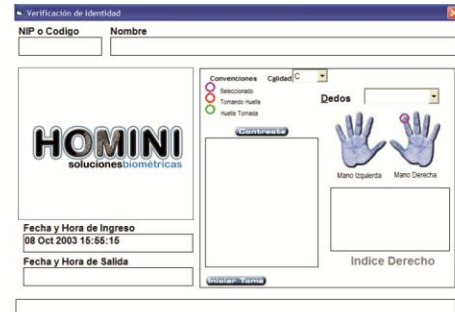 Verificación de Identidad
NIP o Codigo Nombre
Convenciones Calidad C
Seleccionado
Tomando Huella
Huella Tomada
Dedos
Contraste
HOMINI
solucionesbiométricas
Mano Izquierda Mano Derecha
Fecha y Hora de Ingreso
08 Oct 2003 15:55:15
Fecha y Hora de Salida
Indice Derecho
Iniciar Toma